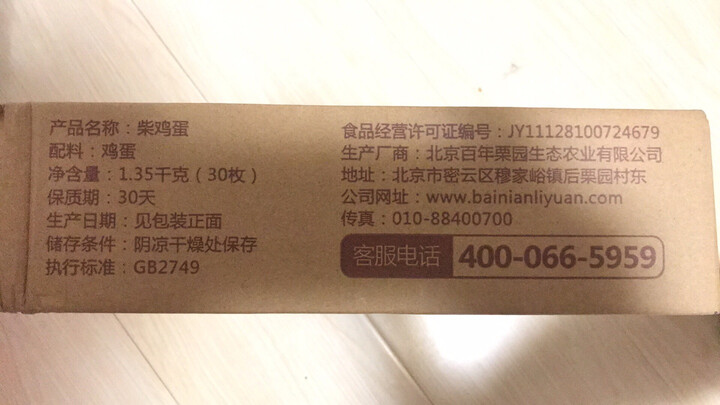 产品名称：柴鸡蛋
配料：鸡蛋
净含量：1.35千克（30枚）
保质期：30天
生产日期：见包装正面
储存条件：阴凉干燥处保存
执行标准：GB2749
食品经营许可证编号：JY11128100724679
生产厂商：北京百年栗园生态农业有限公司
地址：北京市密云区穆家峪镇后栗园村东
公司网址：www.bainianliyuan.com
传真：010-88400700
客服电话 400-066-5959